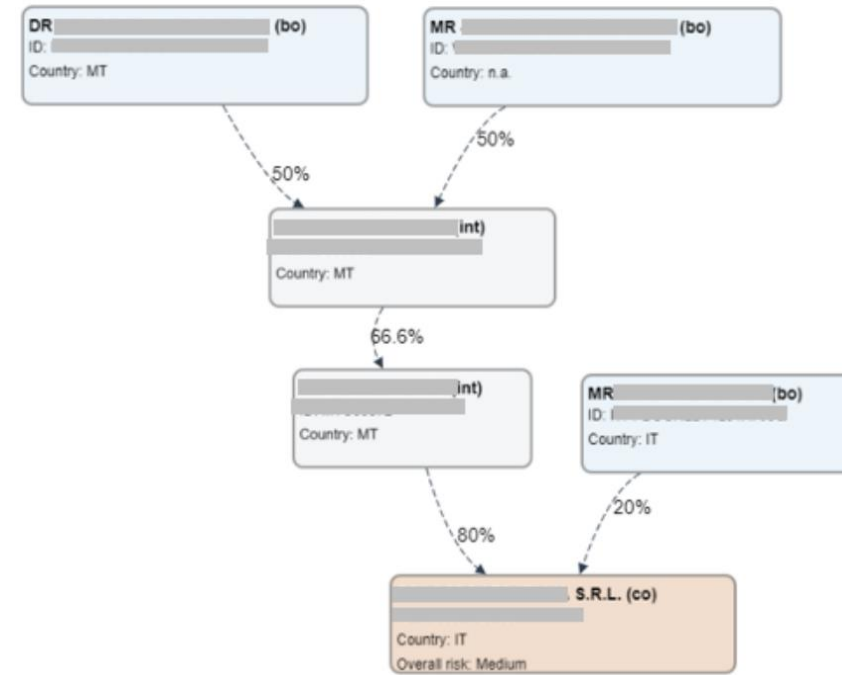 DR (bo)
ID:
Country: MT
MR (bo)
ID:
Country: n.a.
50%
50%
int)
Country: MT
66.6%
int)
Country: MT
MR (bo)
ID:
Country: IT
80%
20%
S.R.L. (co)
Country: IT
Overall risk: Medium